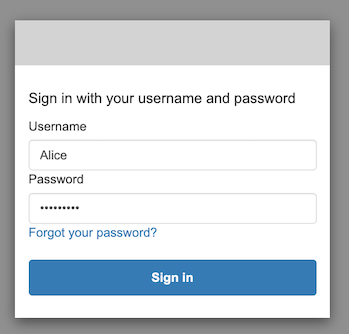 Sign in with your username and password
Username
Alice
Password
•••••••••
Forgot your password?
Sign in